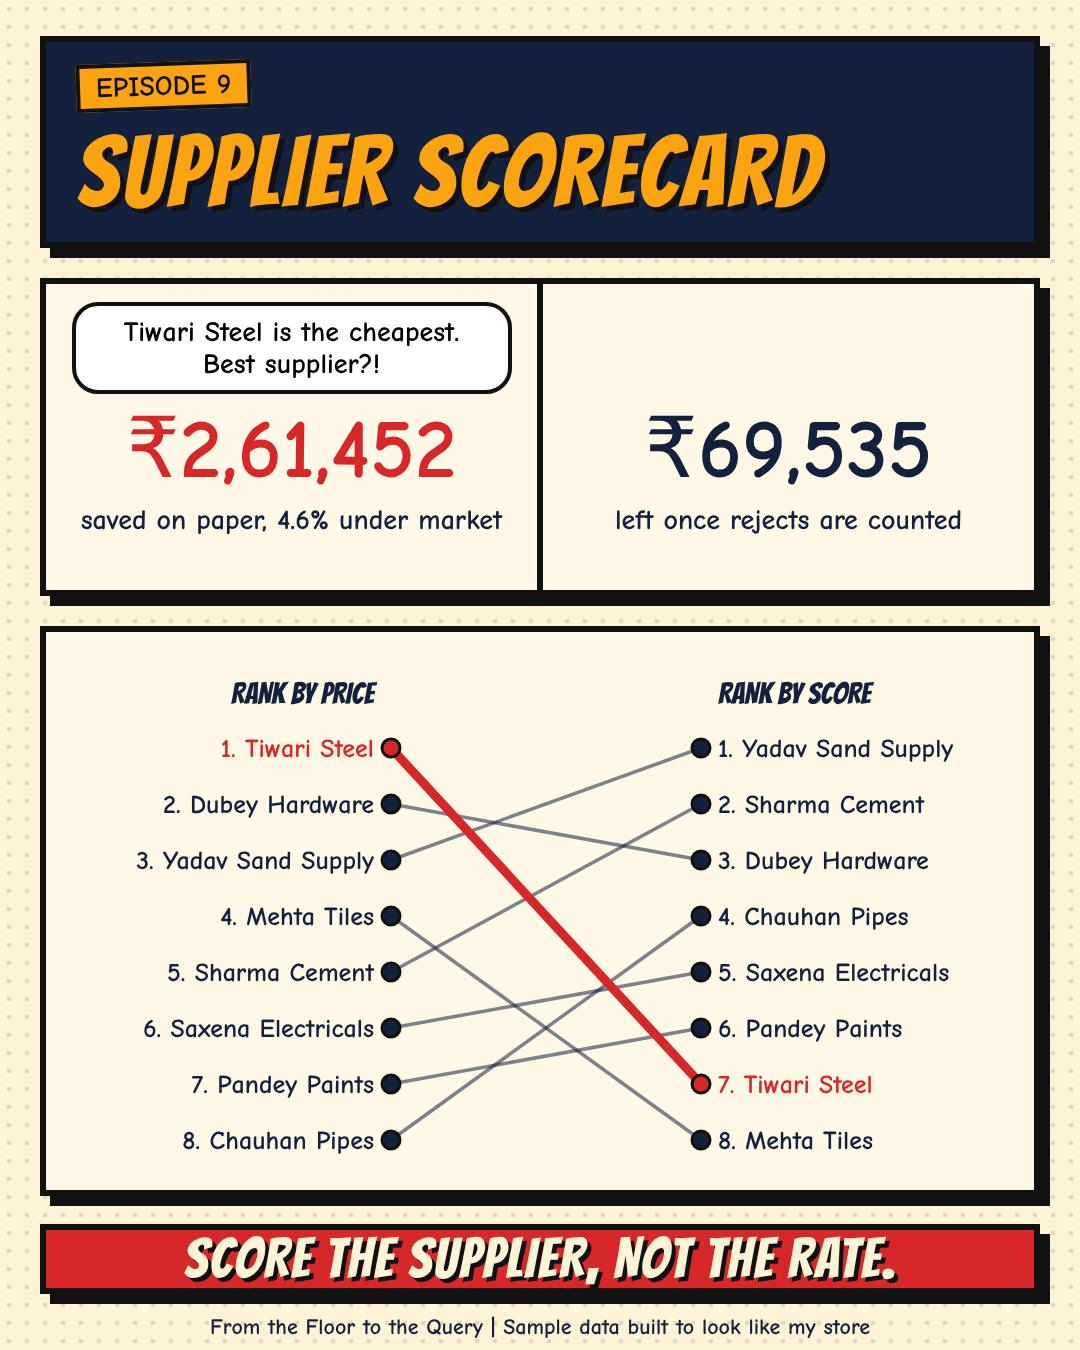 EPISODE 9
SUPPLIER SCORECARD
Tiwari Steel is the cheapest.
Best supplier?!
₹2,61,452
saved on paper, 4.6% under market
₹69,535
left once rejects are counted
RANK BY PRICE
1. Tiwari Steel
2. Dubey Hardware
3. Yadav Sand Supply
4. Mehta Tiles
5. Sharma Cement
6. Saxena Electricals
7. Pandey Paints
8. Chauhan Pipes
RANK BY SCORE
1. Yadav Sand Supply
2. Sharma Cement
3. Dubey Hardware
4. Chauhan Pipes
5. Saxena Electricals
6. Pandey Paints
7. Tiwari Steel
8. Mehta Tiles
SCORE THE SUPPLIER, NOT THE RATE.
From the Floor to the Query | Sample data built to look like my store